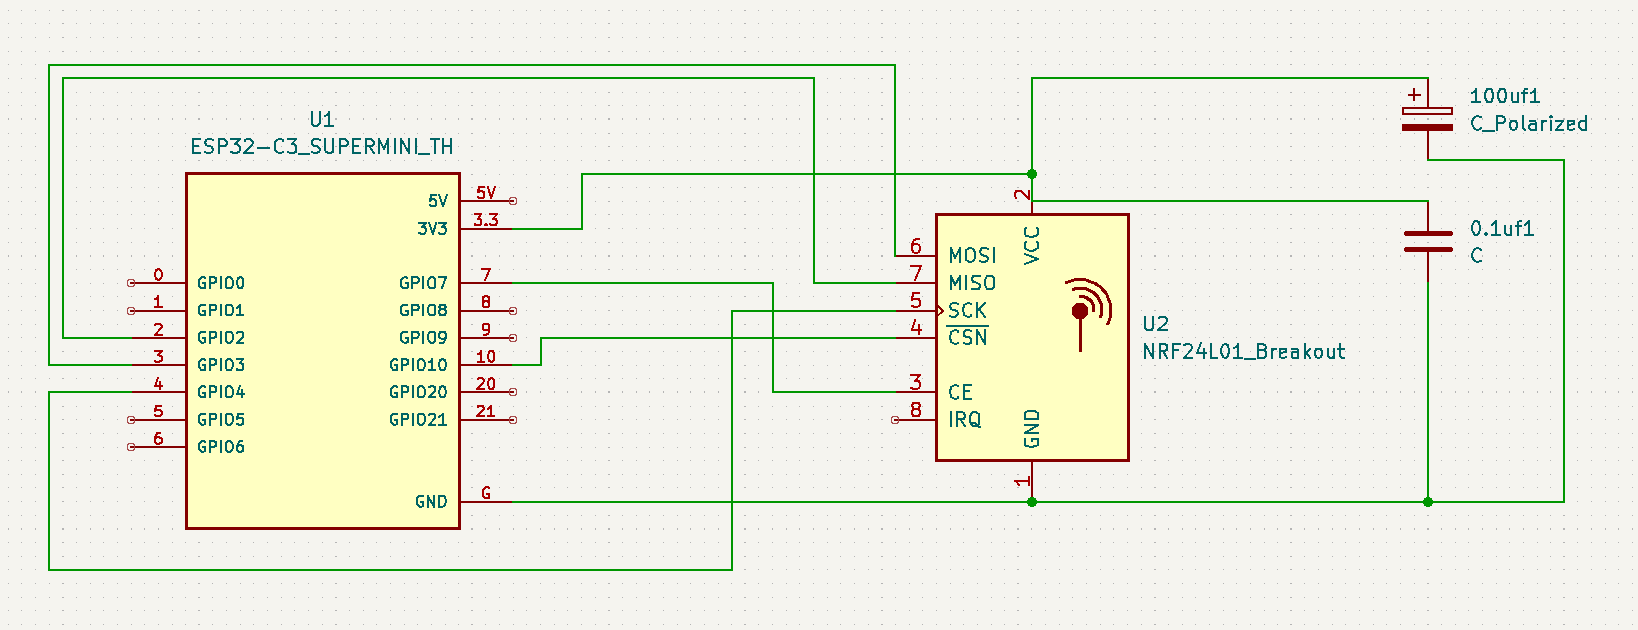 U1
ESP32-C3_SUPERMINI_TH
5V
5V
3V3
3.3
0
GPIO0
GPIO7
7
1
GPIO1
GPIO8
8
2
GPIO2
GPIO9
9
3
GPIO3
GPIO10
10
4
GPIO4
GPIO20
20
5
GPIO5
GPIO21
21
6
GPIO6
GND
G
2
VCC
6
MOSI
7
MISO
5
SCK
4
CSN
3
CE
8
IRQ
GND
1
U2
NRF24L01_Breakout
+
100uf1
C_Polarized
0.1uf1
C